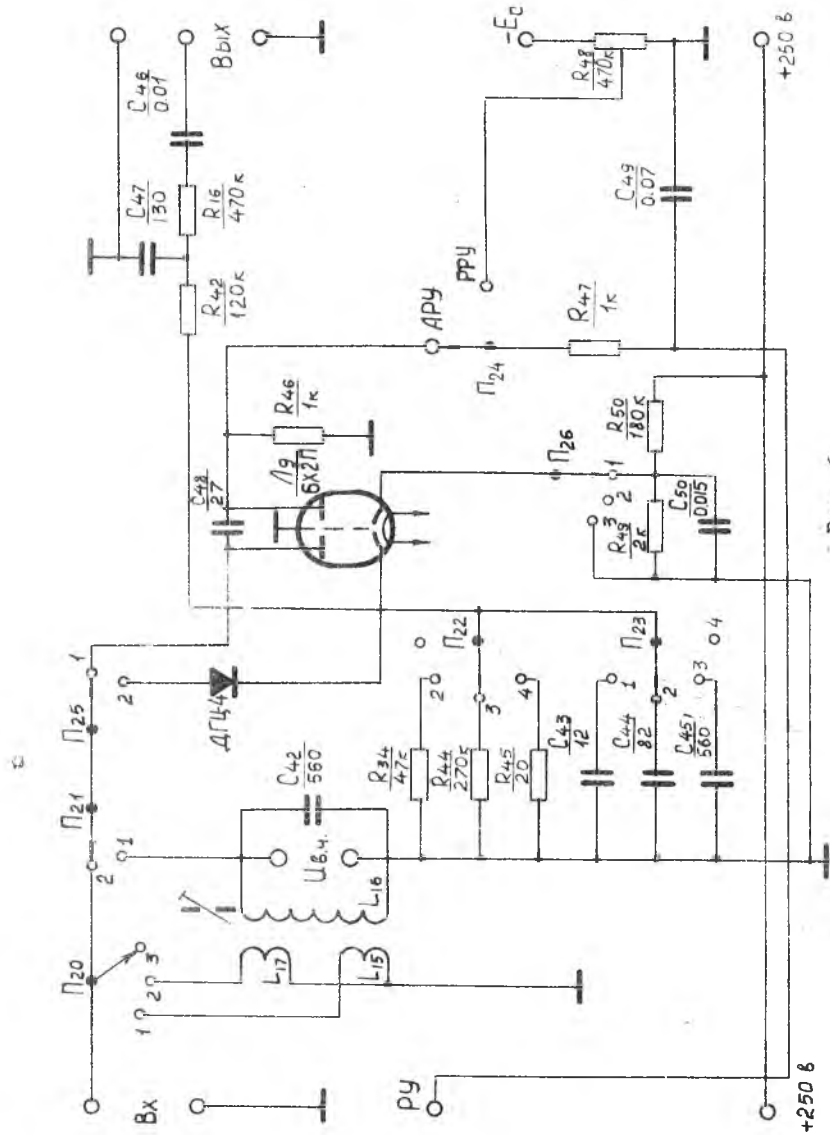 Вх
П20
1
2
3
L17
L15
L16
Uв.ч.
C42
560
2
1
П21
П25
1
2
ДГЦ-4
C48
27
R46
1к
Л9
6Х2П
R42
120к
C47
130
R16
470к
C46
0.01
Вых
РУ
R34
47к
R44
270к
R45
20
C43
12
C44
82
C45
560
2
3
4
П22
1
2
3
4
П23
АРУ
РРУ
П24
R47
1к
C49
0.07
R48
470к
-Ec
П26
1
2
3
R49
2к
R50
180к
C50
0.015
+250 в
+250 в